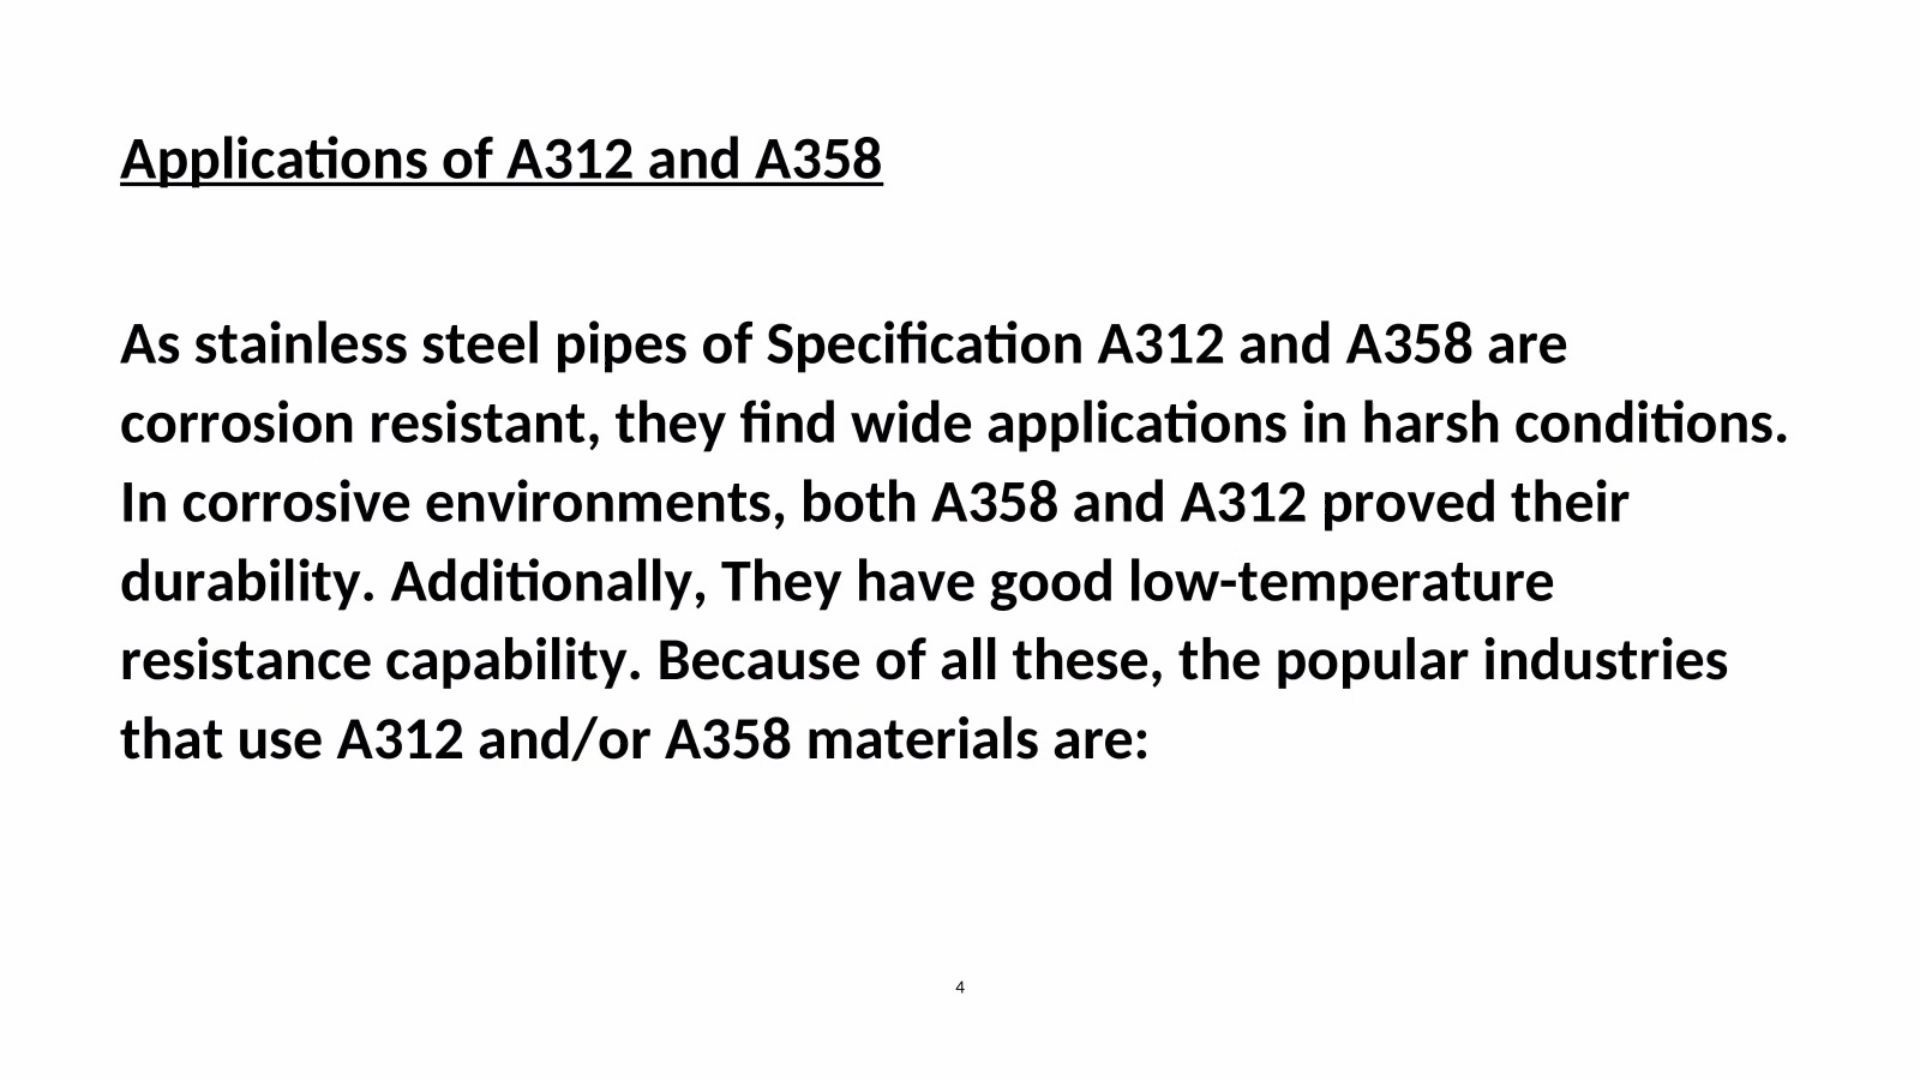 Applications of A312 and A358
As stainless steel pipes of Specification A312 and A358 are
corrosion resistant, they find wide applications in harsh conditions.
In corrosive environments, both A358 and A312 proved their
durability. Additionally, They have good low-temperature
resistance capability. Because of all these, the popular industries
that use A312 and/or A358 materials are:
4